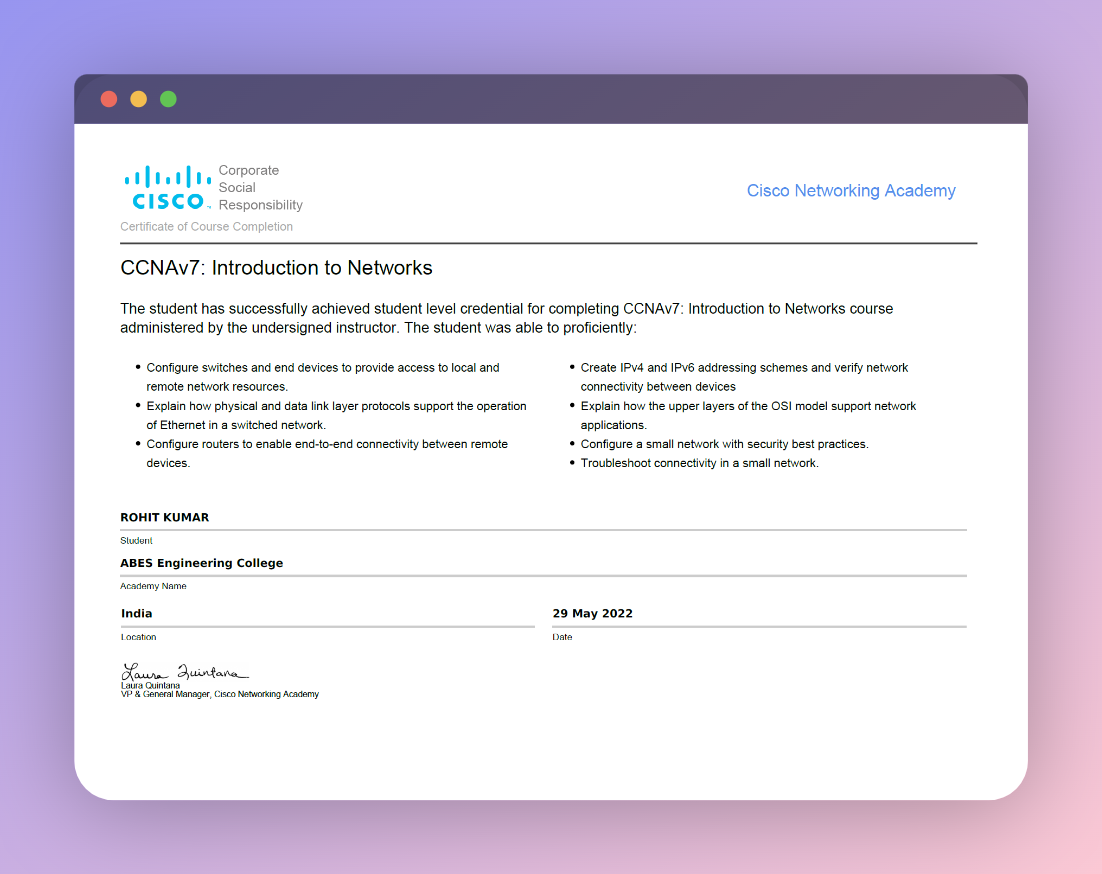 Corporate
Social
Responsibility
CISCO™
Cisco Networking Academy
Certificate of Course Completion
CCNAv7: Introduction to Networks
The student has successfully achieved student level credential for completing CCNAv7: Introduction to Networks course
administered by the undersigned instructor. The student was able to proficiently:
• Configure switches and end devices to provide access to local and
remote network resources.
• Explain how physical and data link layer protocols support the operation
of Ethernet in a switched network.
• Configure routers to enable end-to-end connectivity between remote
devices.
• Create IPv4 and IPv6 addressing schemes and verify network
connectivity between devices
• Explain how the upper layers of the OSI model support network
applications.
• Configure a small network with security best practices.
• Troubleshoot connectivity in a small network.
ROHIT KUMAR
Student
ABES Engineering College
Academy Name
India
Location
29 May 2022
Date
Laura Quintana
Laura Quintana
VP & General Manager, Cisco Networking Academy